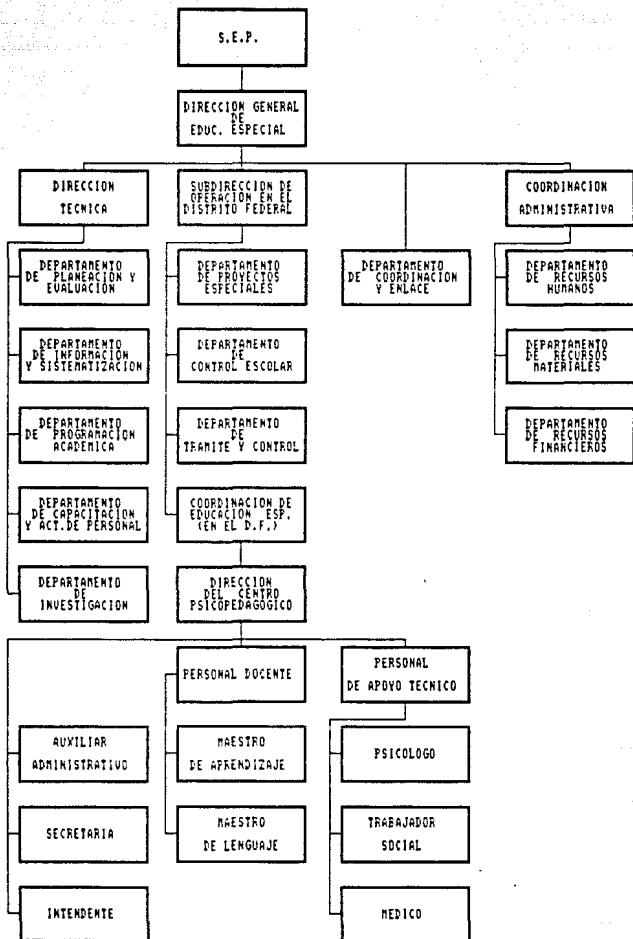 S.E.P.
DIRECCION GENERAL
DE
EDUC. ESPECIAL
DIRECCION
TECNICA
SUBDIRECCION DE
OPERACIÓN EN EL
DISTRITO FEDERAL
COORDINACION
ADMINISTRATIVA
DEPARTAMENTO
DE PLANEACIÓN Y
EVALUACIÓN
DEPARTAMENTO
DE PROYECTOS
ESPECIALES
DEPARTAMENTO
DE COORDINACION
Y ENLACE
DEPARTAMENTO
DE RECURSOS
HUMANOS
DEPARTAMENTO
DE INFORMACION
Y SISTEMATIZACION
DEPARTAMENTO
DE
CONTROL ESCOLAR
DEPARTAMENTO
DE RECURSOS
MATERIALES
DEPARTAMENTO
DE PROGRAMACION
ACADEMICA
DEPARTAMENTO
DE
TRAMITE Y CONTROL
DEPARTAMENTO
DE RECURSOS
FINANCIEROS
DEPARTAMENTO
DE CAPACITACION
Y ACT.DE PERSONAL
COORDINACION DE
EDUCACION ESP.
(EN EL D.F.)
DEPARTAMENTO
DE
INVESTIGACION
DIRECCION
DEL CENTRO
PSICOPEDAGÓGICO
PERSONAL DOCENTE
PERSONAL
DE APOYO TECNICO
AUXILIAR
ADMINISTRATIVO
MAESTRO
DE APRENDIZAJE
PSICOLOGO
SECRETARIA
MAESTRO
DE LENGUAJE
TRABAJADOR
SOCIAL
INTENDENTE
MEDICO